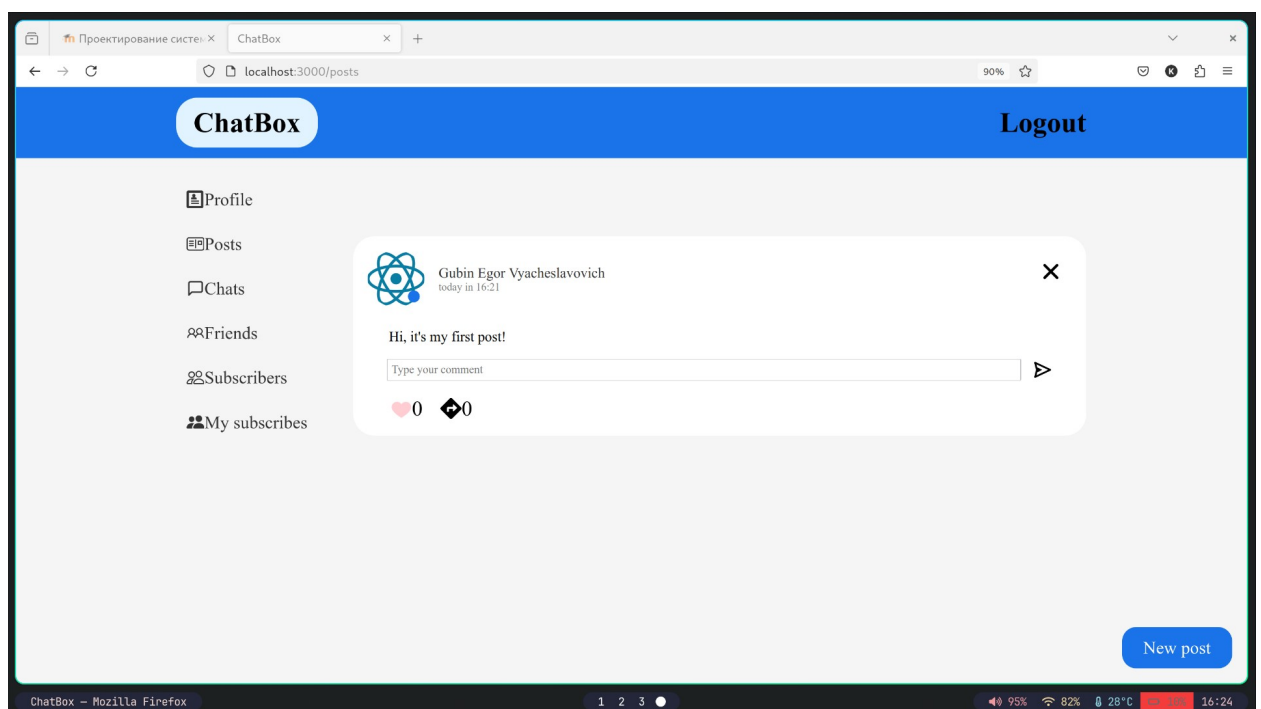 Проектирование систем
ChatBox
localhost:3000/posts
90%
K
ChatBox
Logout
Profile
Posts
Chats
Friends
Subscribers
My subscribes
Gubin Egor Vyacheslavovich
today in 16:21
Hi, it's my first post!
Type your comment
0 0
New post
ChatBox — Mozilla Firefox
1 2 3
95% 82% 28°C 16:24